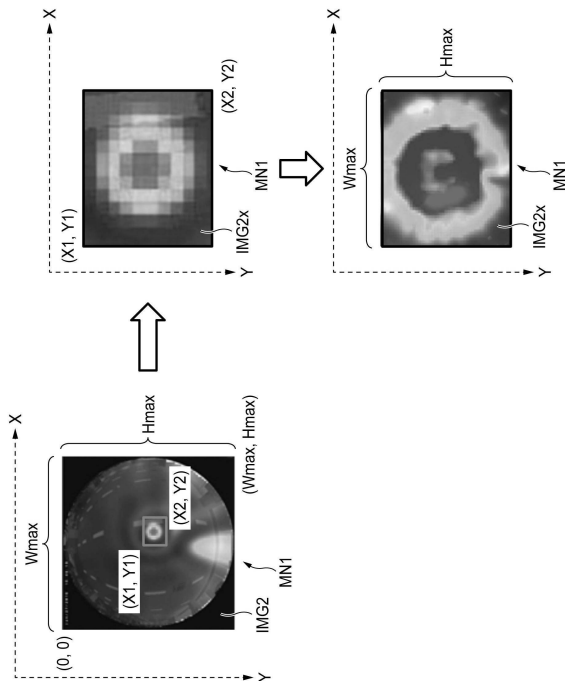 X
Y
(0, 0)
Wmax
Hmax
(Wmax, Hmax)
(X1, Y1)
(X2, Y2)
IMG2
MN1
X
Y
(X1, Y1)
(X2, Y2)
IMG2x
MN1
X
Y
Wmax
Hmax
IMG2x
MN1